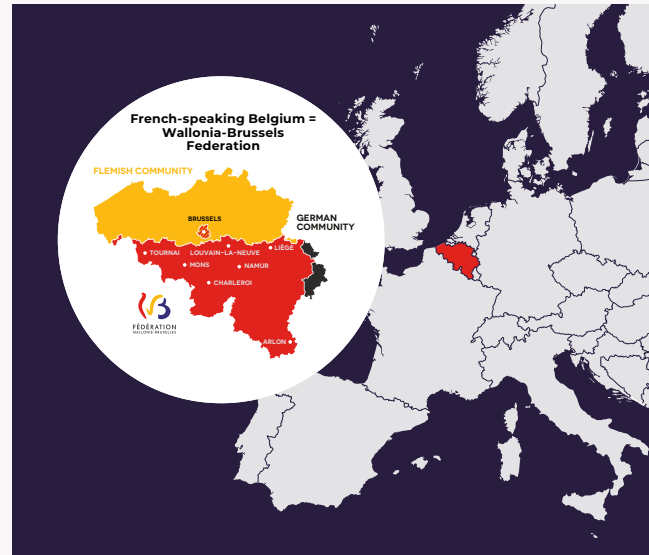 French-speaking Belgium =
Wallonia-Brussels
Federation
FLEMISH COMMUNITY
BRUSSELS
GERMAN
COMMUNITY
TOURNAI
LOUVAIN-LA-NEUVE
LIÈGE
MONS
NAMUR
CHARLEROI
FÉDÉRATION
WALLONIE-BRUXELLES
ARLON